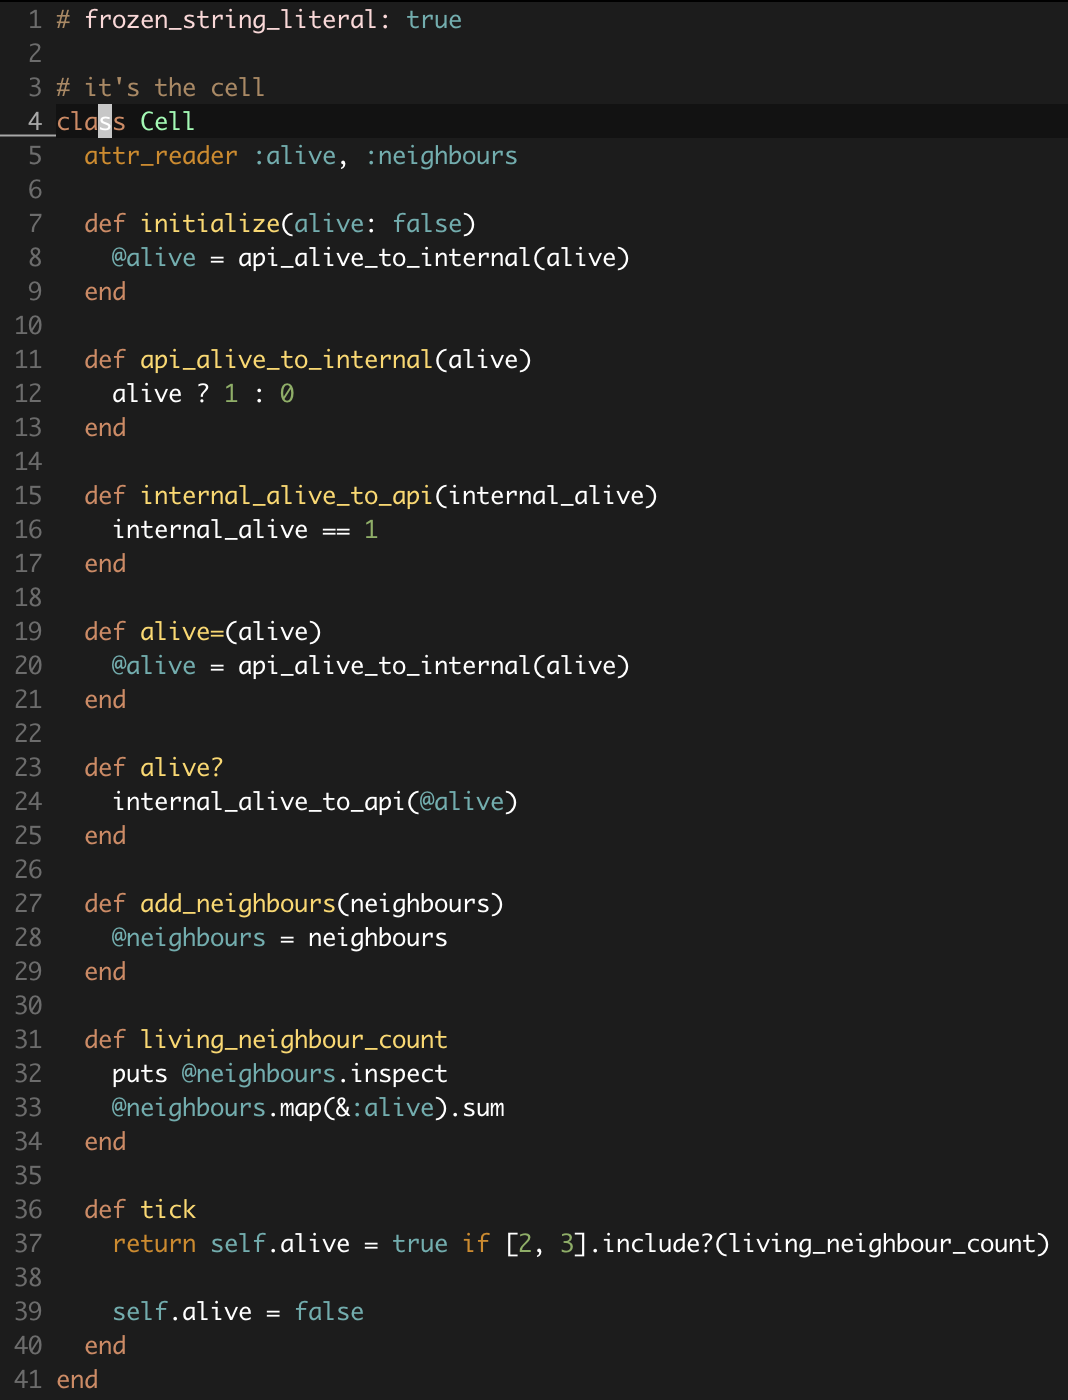 1 # frozen_string_literal: true
2
3 # it's the cell
4 class Cell
5   attr_reader :alive, :neighbours
6
7   def initialize(alive: false)
8     @alive = api_alive_to_internal(alive)
9   end
10
11   def api_alive_to_internal(alive)
12     alive ? 1 : 0
13   end
14
15   def internal_alive_to_api(internal_alive)
16     internal_alive == 1
17   end
18
19   def alive=(alive)
20     @alive = api_alive_to_internal(alive)
21   end
22
23   def alive?
24     internal_alive_to_api(@alive)
25   end
26
27   def add_neighbours(neighbours)
28     @neighbours = neighbours
29   end
30
31   def living_neighbour_count
32     puts @neighbours.inspect
33     @neighbours.map(&:alive).sum
34   end
35
36   def tick
37     return self.alive = true if [2, 3].include?(living_neighbour_count)
38
39     self.alive = false
40   end
41 end